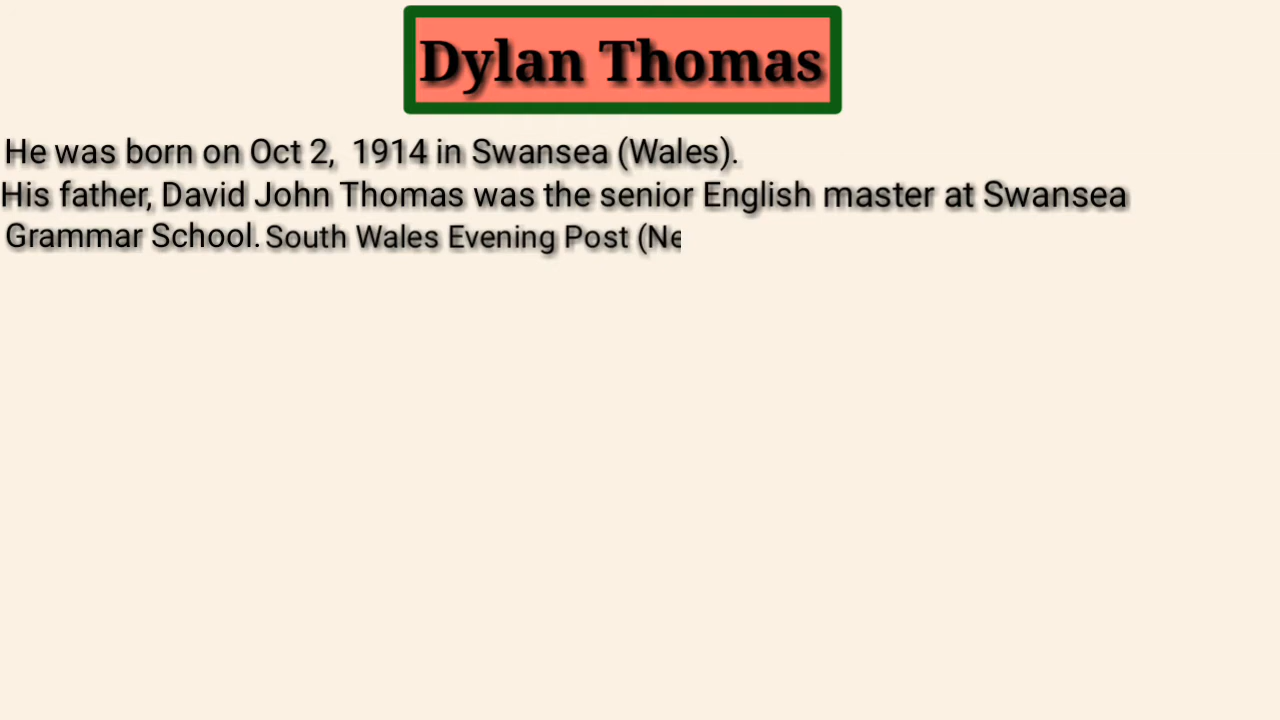 Dylan Thomas
He was born on Oct 2,  1914 in Swansea (Wales).
His father, David John Thomas was the senior English master at Swansea
Grammar School. South Wales Evening Post (Ne